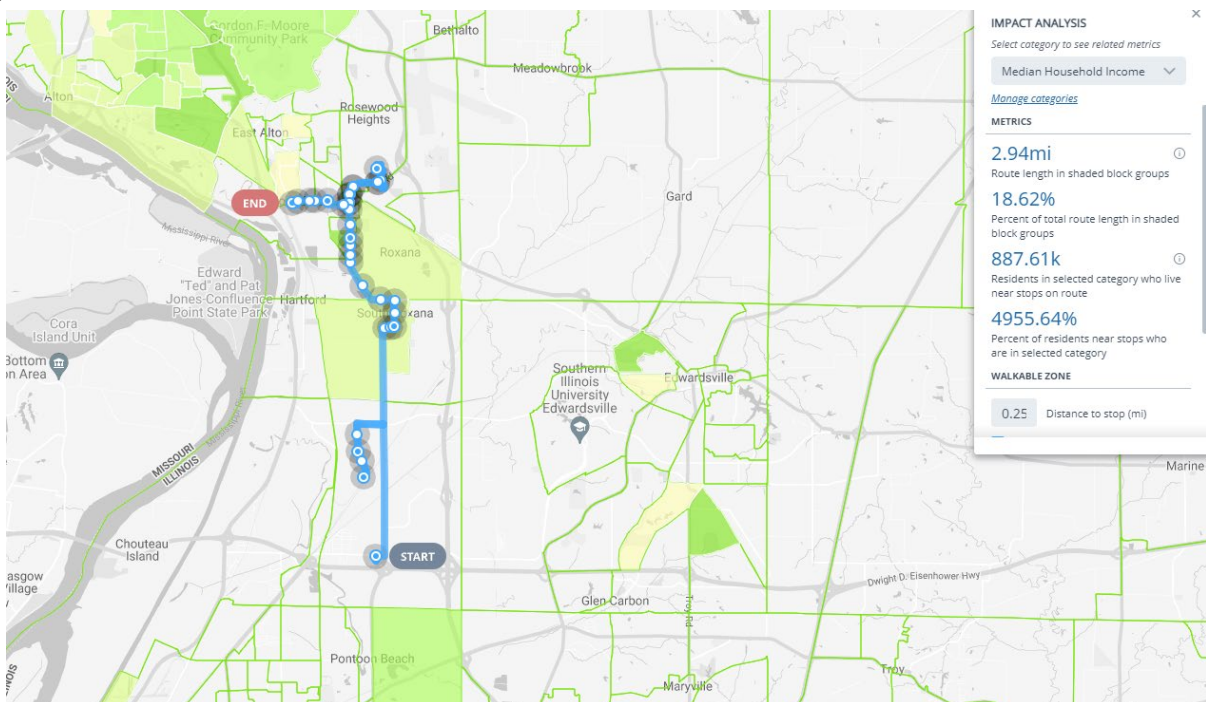 Gordon F. Moore
Community Park
Bethalto
Meadowbrook
Alton
Rosewood
Heights
East Alton
END
Gard
Mississippi River
Roxana
Edward
"Ted" and Pat
Jones-Confluence
Point State Park
Hartford
South Roxana
Cora
Island Unit
Bottom
on Area
Southern
Illinois
University
Edwardsville
Edwardsville
MISSOURI
ILLINOIS
Chouteau
Island
START
asgow
Village
Dwight D. Eisenhower Hwy
Glen Carbon
Troy Rd
Pontoon Beach
Troy
Maryville
Marine
IMPACT ANALYSIS
Select category to see related metrics
Median Household Income
Manage categories
METRICS
2.94mi
Route length in shaded block groups
18.62%
Percent of total route length in shaded
block groups
887.61k
Residents in selected category who live
near stops on route
4955.64%
Percent of residents near stops who
are in selected category
WALKABLE ZONE
0.25 Distance to stop (mi)